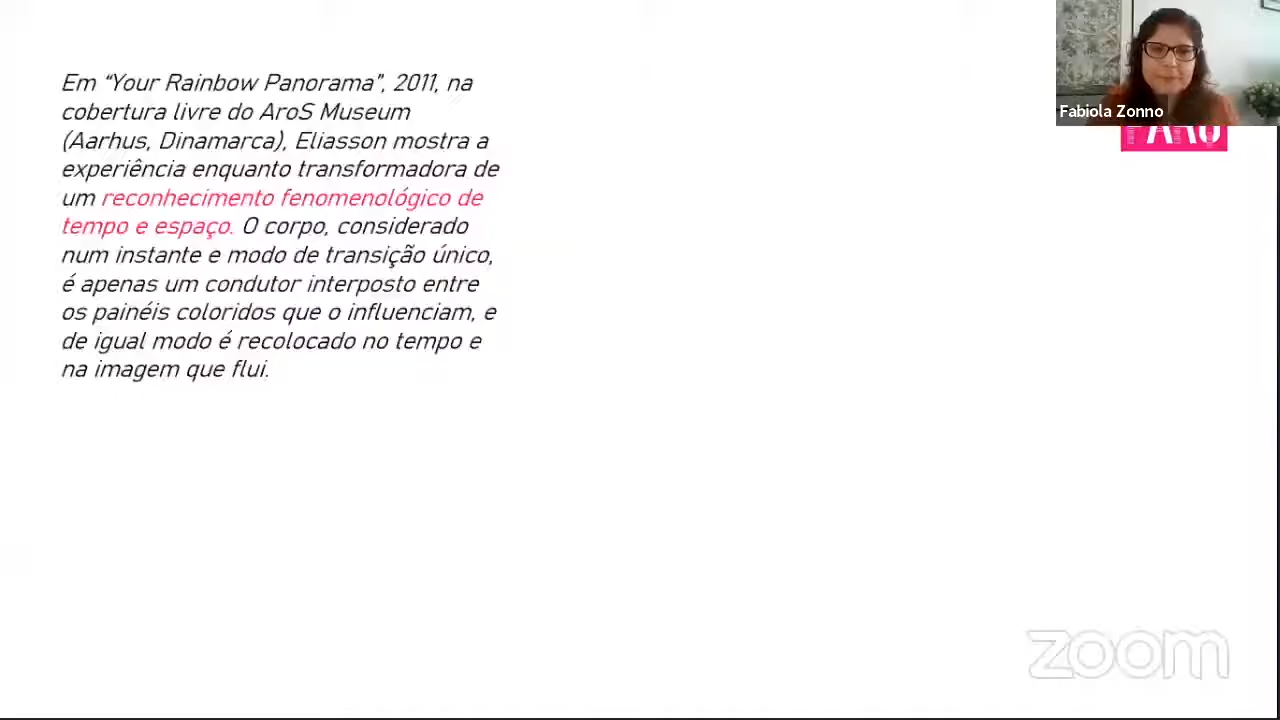 Em “Your Rainbow Panorama”, 2011, na
cobertura livre do AroS Museum
(Aarhus, Dinamarca), Eliasson mostra a
experiência enquanto transformadora de
um reconhecimento fenomenológico de
tempo e espaço. O corpo, considerado
num instante e modo de transição único,
é apenas um condutor interposto entre
os painéis coloridos que o influenciam, e
de igual modo é recolocado no tempo e
na imagem que flui.
Fabiola Zonno
zoom